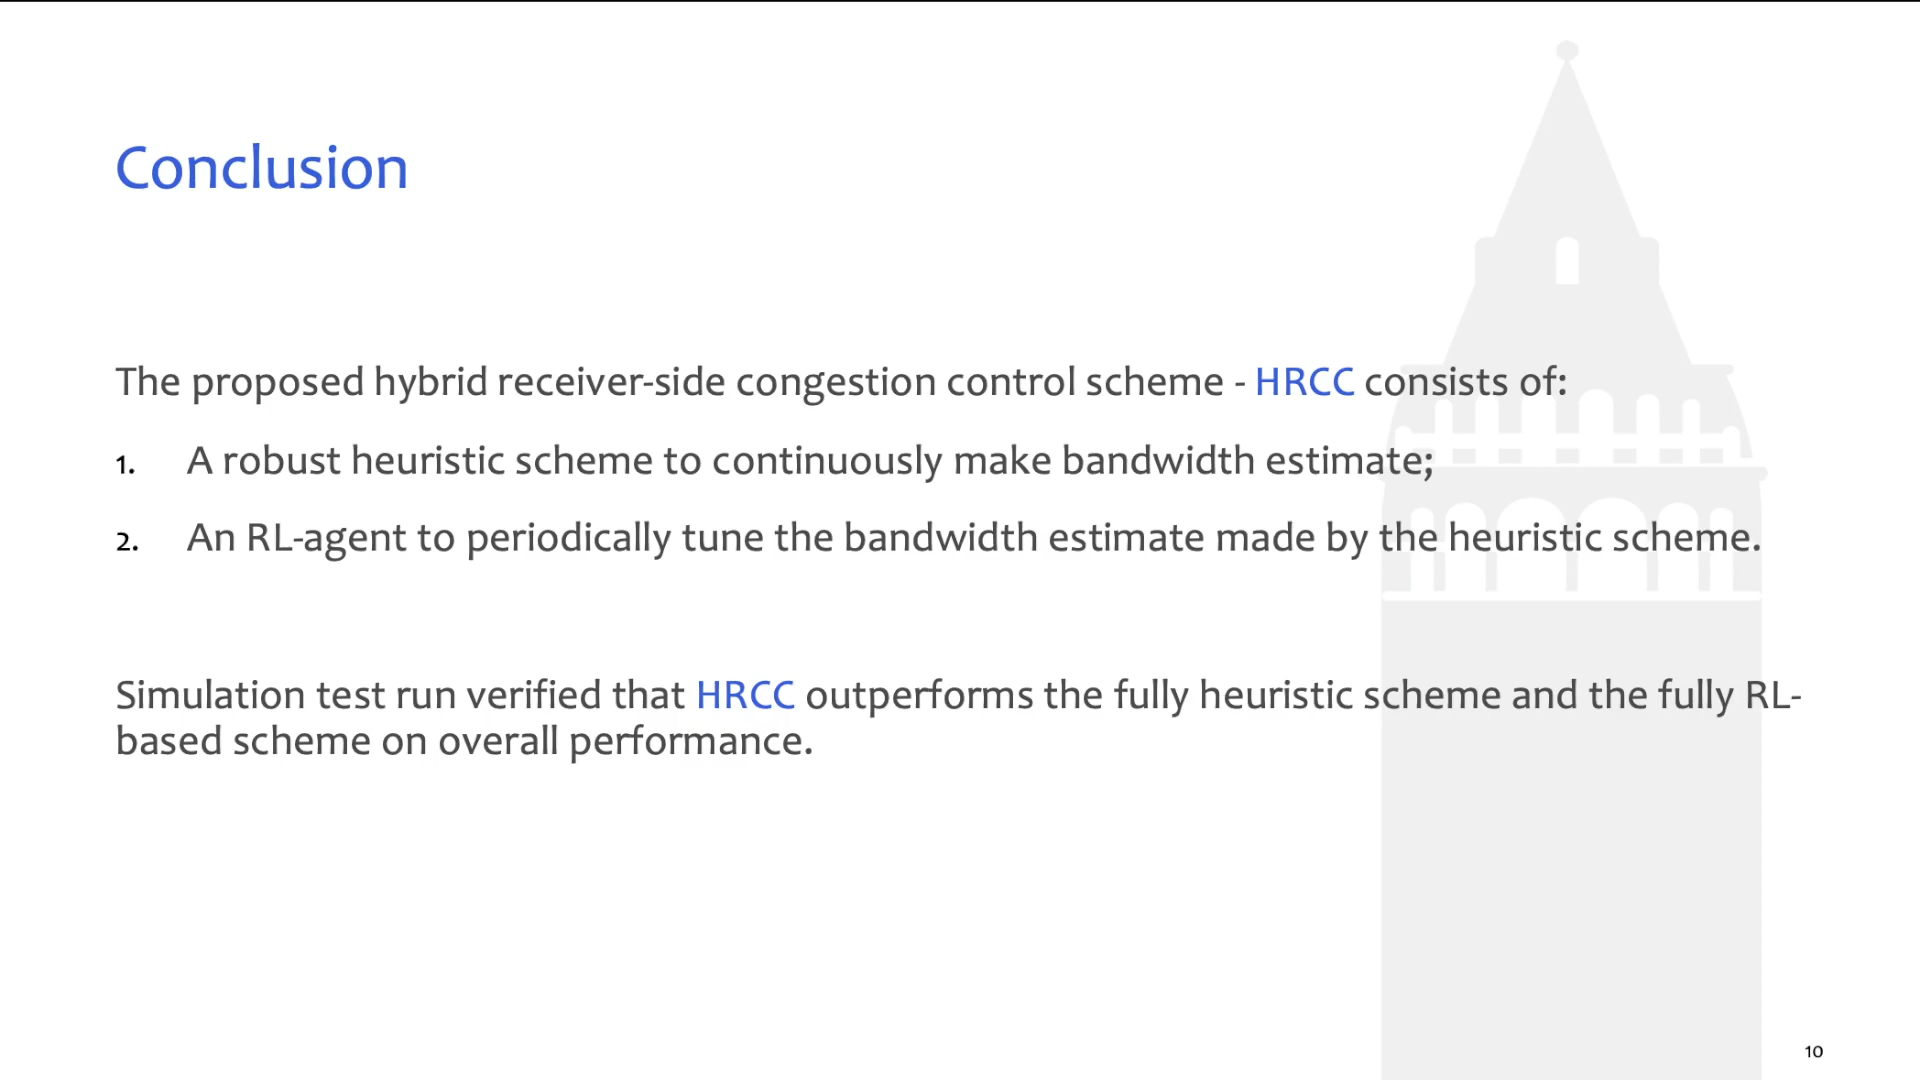 Conclusion
The proposed hybrid receiver-side congestion control scheme - HRCC consists of:
1. A robust heuristic scheme to continuously make bandwidth estimate;
2. An RL-agent to periodically tune the bandwidth estimate made by the heuristic scheme.
Simulation test run verified that HRCC outperforms the fully heuristic scheme and the fully RL-
based scheme on overall performance.
10